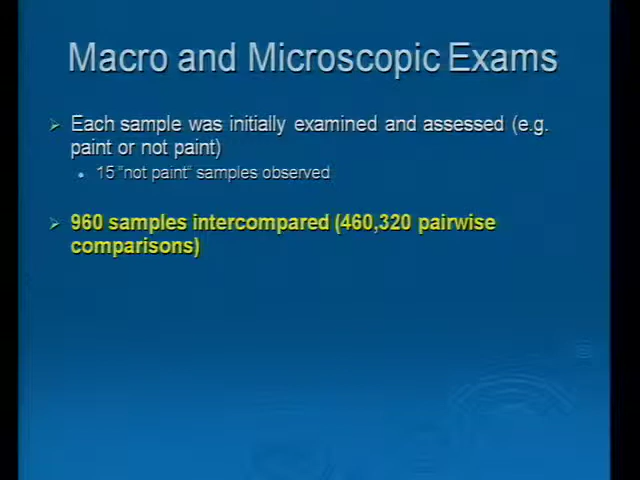 Macro and Microscopic Exams
Each sample was initially examined and assessed (e.g.
paint or not paint)
15 "not paint" samples observed
960 samples intercompared (460,320 pairwise
comparisons)